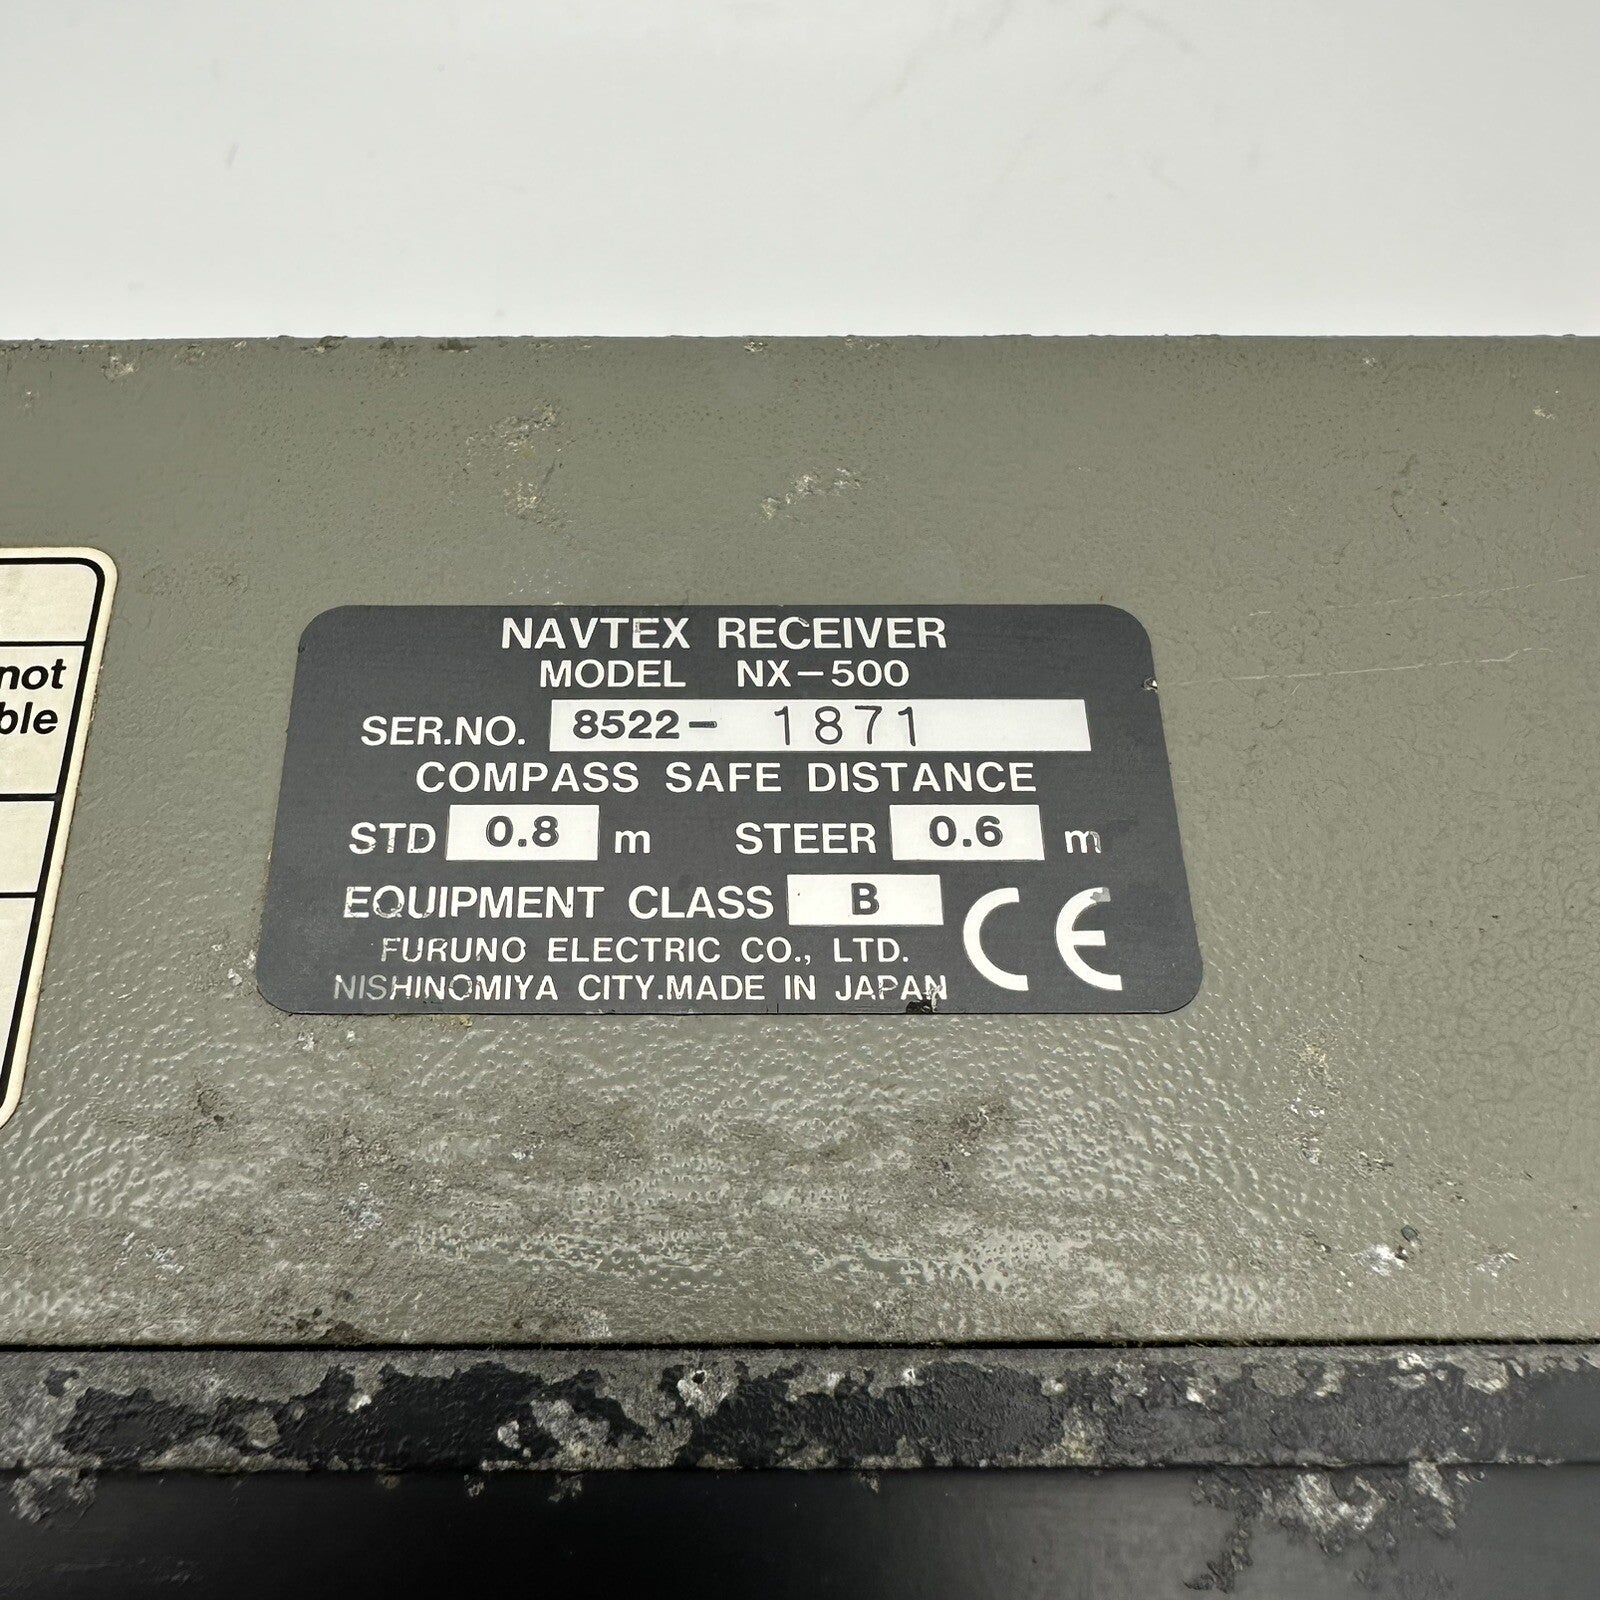 not
ble
NAVTEX RECEIVER
MODEL NX-500
SER.NO. 8522- 1871
COMPASS SAFE DISTANCE
STD 0.8 m STEER 0.6 m
EQUIPMENT CLASS B
FURUNO ELECTRIC CO., LTD.
NISHINOMIYA CITY.MADE IN JAPAN
CE